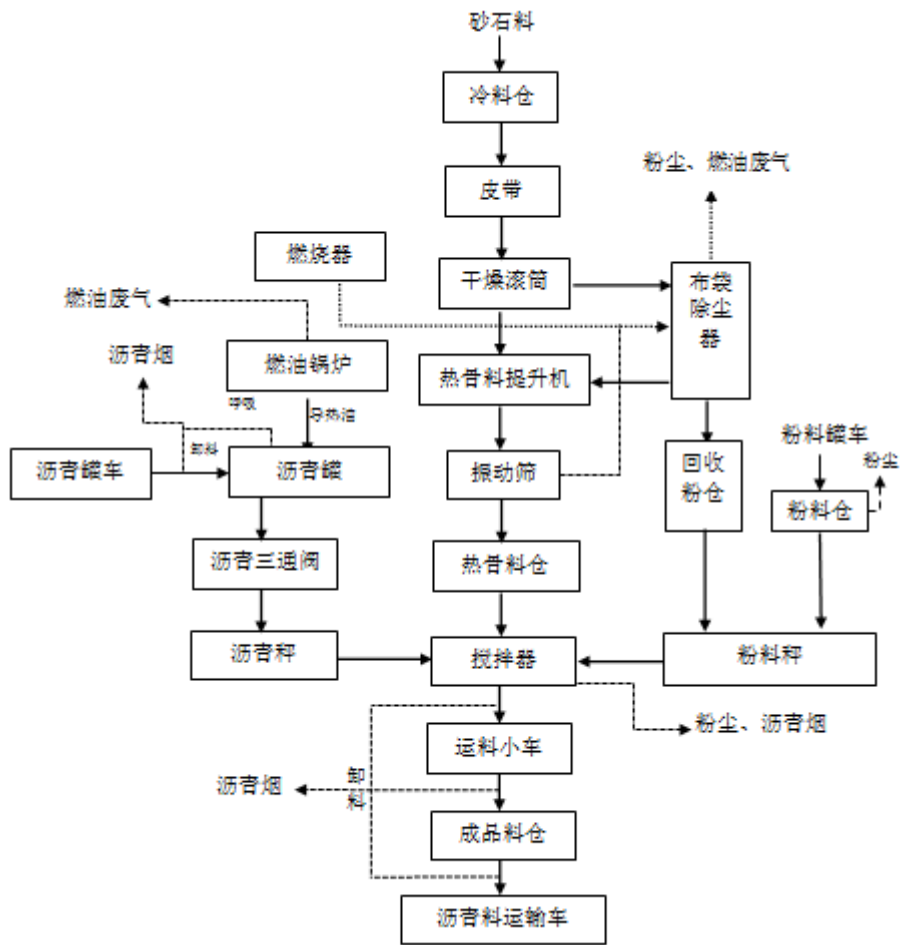 砂石料
冷料仓
皮带
粉尘、燃油废气
燃烧器
干燥滚筒
布袋
除尘
器
燃油废气
沥青烟
燃油锅炉
热骨料提升机
呼吸
导热油
卸料
沥青罐车
沥青罐
振动筛
回收
粉仓
粉料罐车
粉尘
粉料仓
沥青三通阀
热骨料仓
沥青秤
搅拌器
粉料秤
粉尘、沥青烟
运料小车
沥青烟
卸
料
成品料仓
沥青料运输车